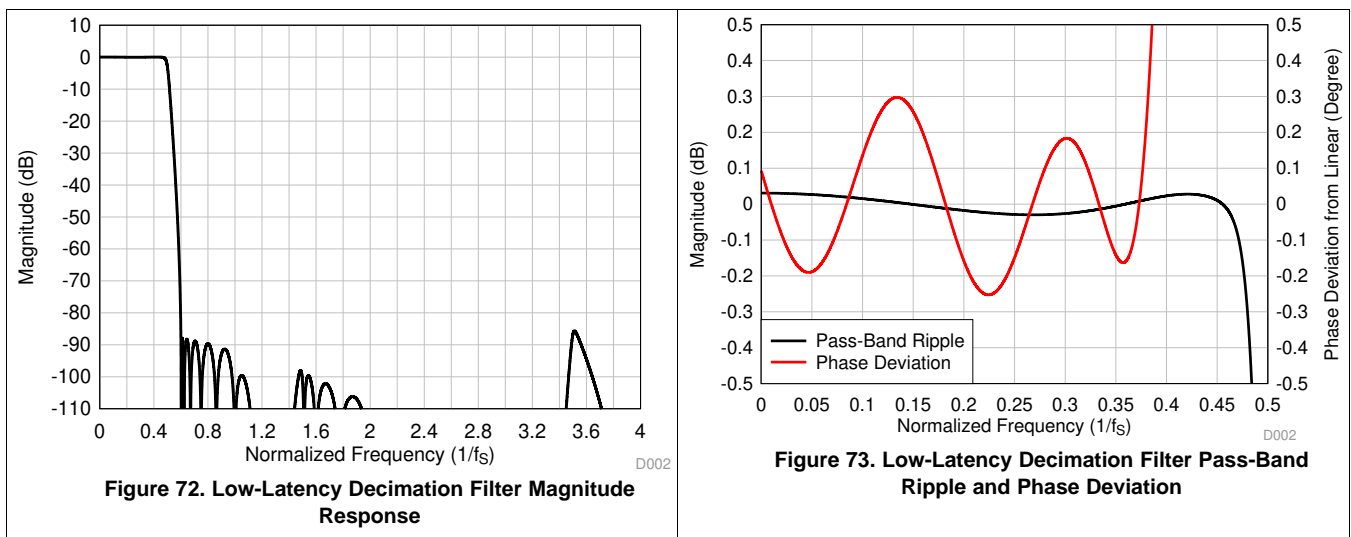 10
0
-10
-20
-30
-40
-50
-60
-70
-80
-90
-100
-110
Magnitude (dB)
0 0.4 0.8 1.2 1.6 2 2.4 2.8 3.2 3.6 4
Normalized Frequency (1/fS)
D002
Figure 72. Low-Latency Decimation Filter Magnitude
Response
0.5
0.4
0.3
0.2
0.1
0
-0.1
-0.2
-0.3
-0.4
-0.5
Magnitude (dB)
Pass-Band Ripple
Phase Deviation
0.5
0.4
0.3
0.2
0.1
0
-0.1
-0.2
-0.3
-0.4
-0.5
Phase Deviation from Linear (Degree)
0 0.05 0.1 0.15 0.2 0.25 0.3 0.35 0.4 0.45 0.5
Normalized Frequency (1/fS)
D002
Figure 73. Low-Latency Decimation Filter Pass-Band
Ripple and Phase Deviation